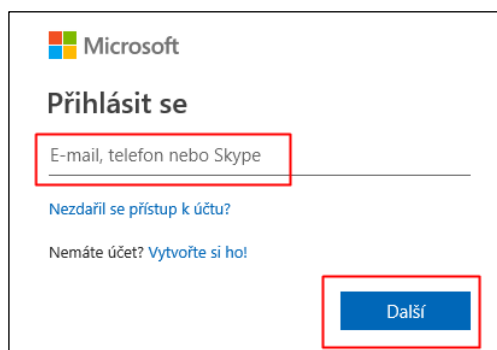 Microsoft
Přihlásit se
E-mail, telefon nebo Skype
Nezdařil se přístup k účtu?
Nemáte účet? Vytvořte si ho!
Další